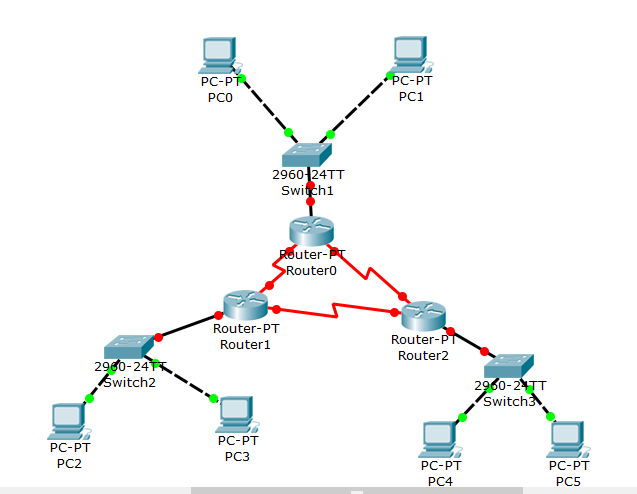 PC-PT
PC0
PC-PT
PC1
2960-24TT
Switch1
Router-PT
Router0
Router-PT
Router1
Router-PT
Router2
2960-24TT
Switch2
2960-24TT
Switch3
PC-PT
PC2
PC-PT
PC3
PC-PT
PC4
PC-PT
PC5